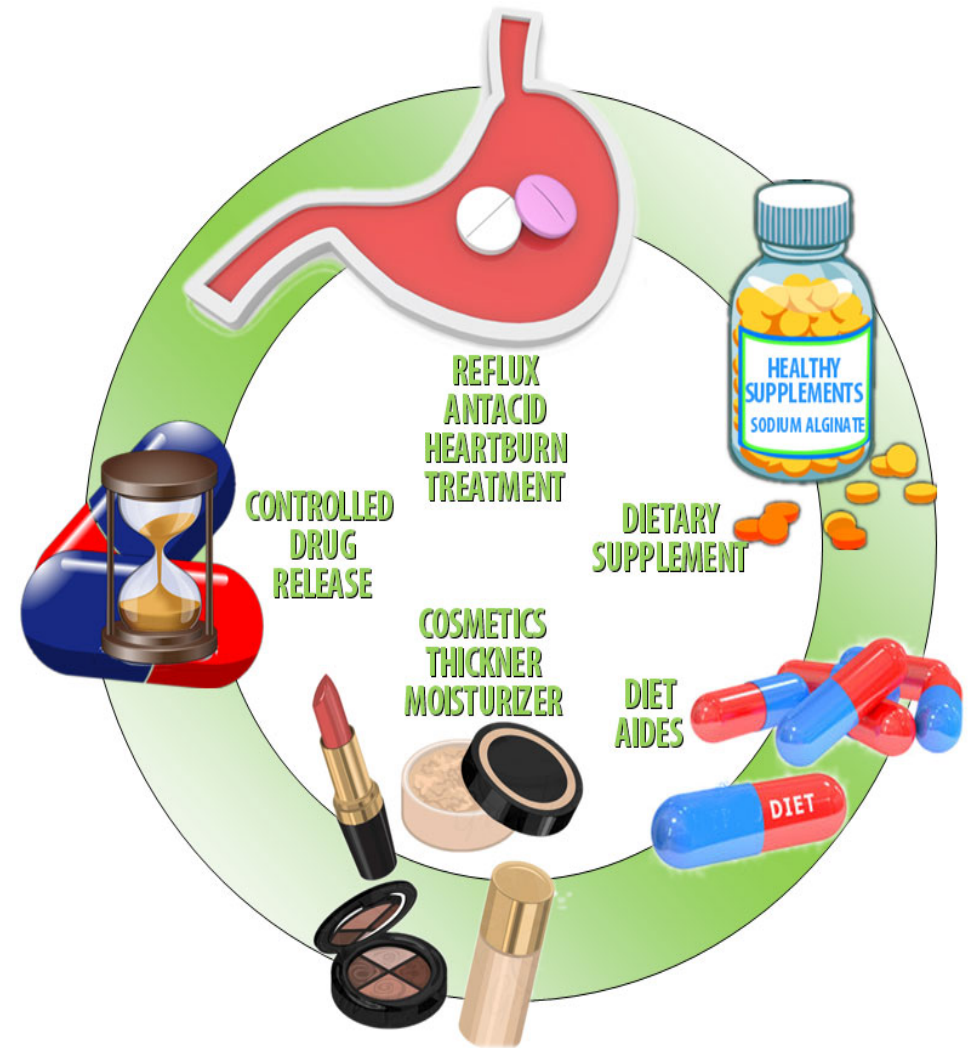 REFLUX
ANTACID
HEARTBURN
TREATMENT
HEALTHY
SUPPLEMENTS
SODIUM ALGINATE
CONTROLLED
DRUG
RELEASE
DIETARY
SUPPLEMENT
COSMETICS
THICKNER
MOISTURIZER
DIET
AIDES
DIET